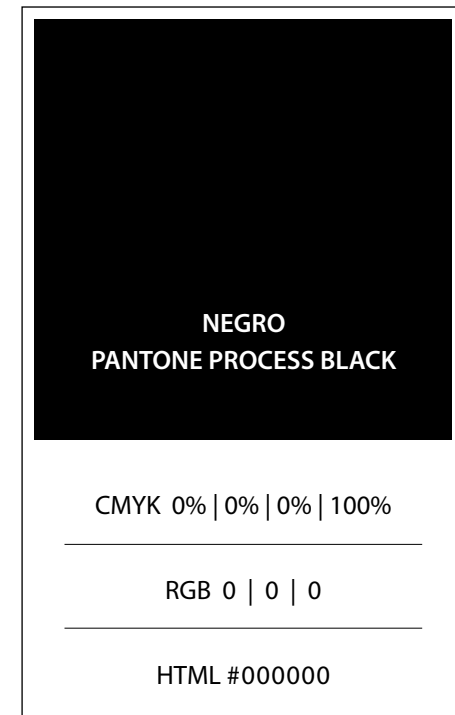 NEGRO
PANTONE PROCESS BLACK
CMYK 0% | 0% | 0% | 100%
RGB 0 | 0 | 0
HTML #000000